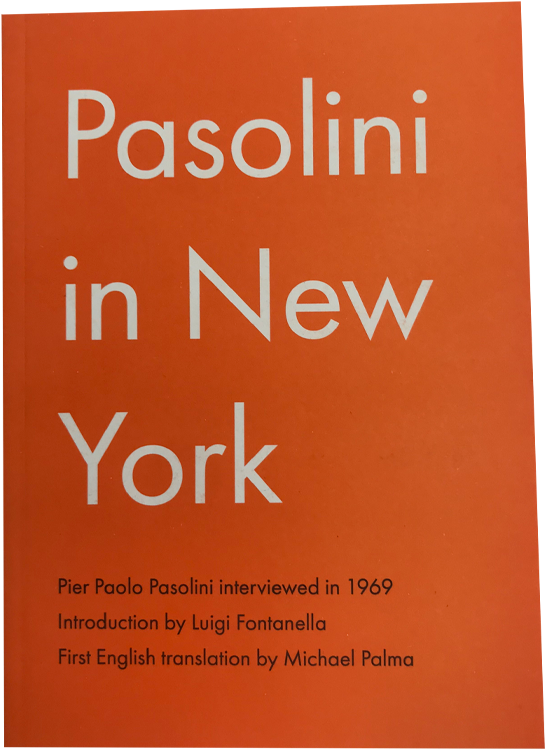 Pasolini
in New
York
Pier Paolo Pasolini interviewed in 1969
Introduction by Luigi Fontanella
First English translation by Michael Palma